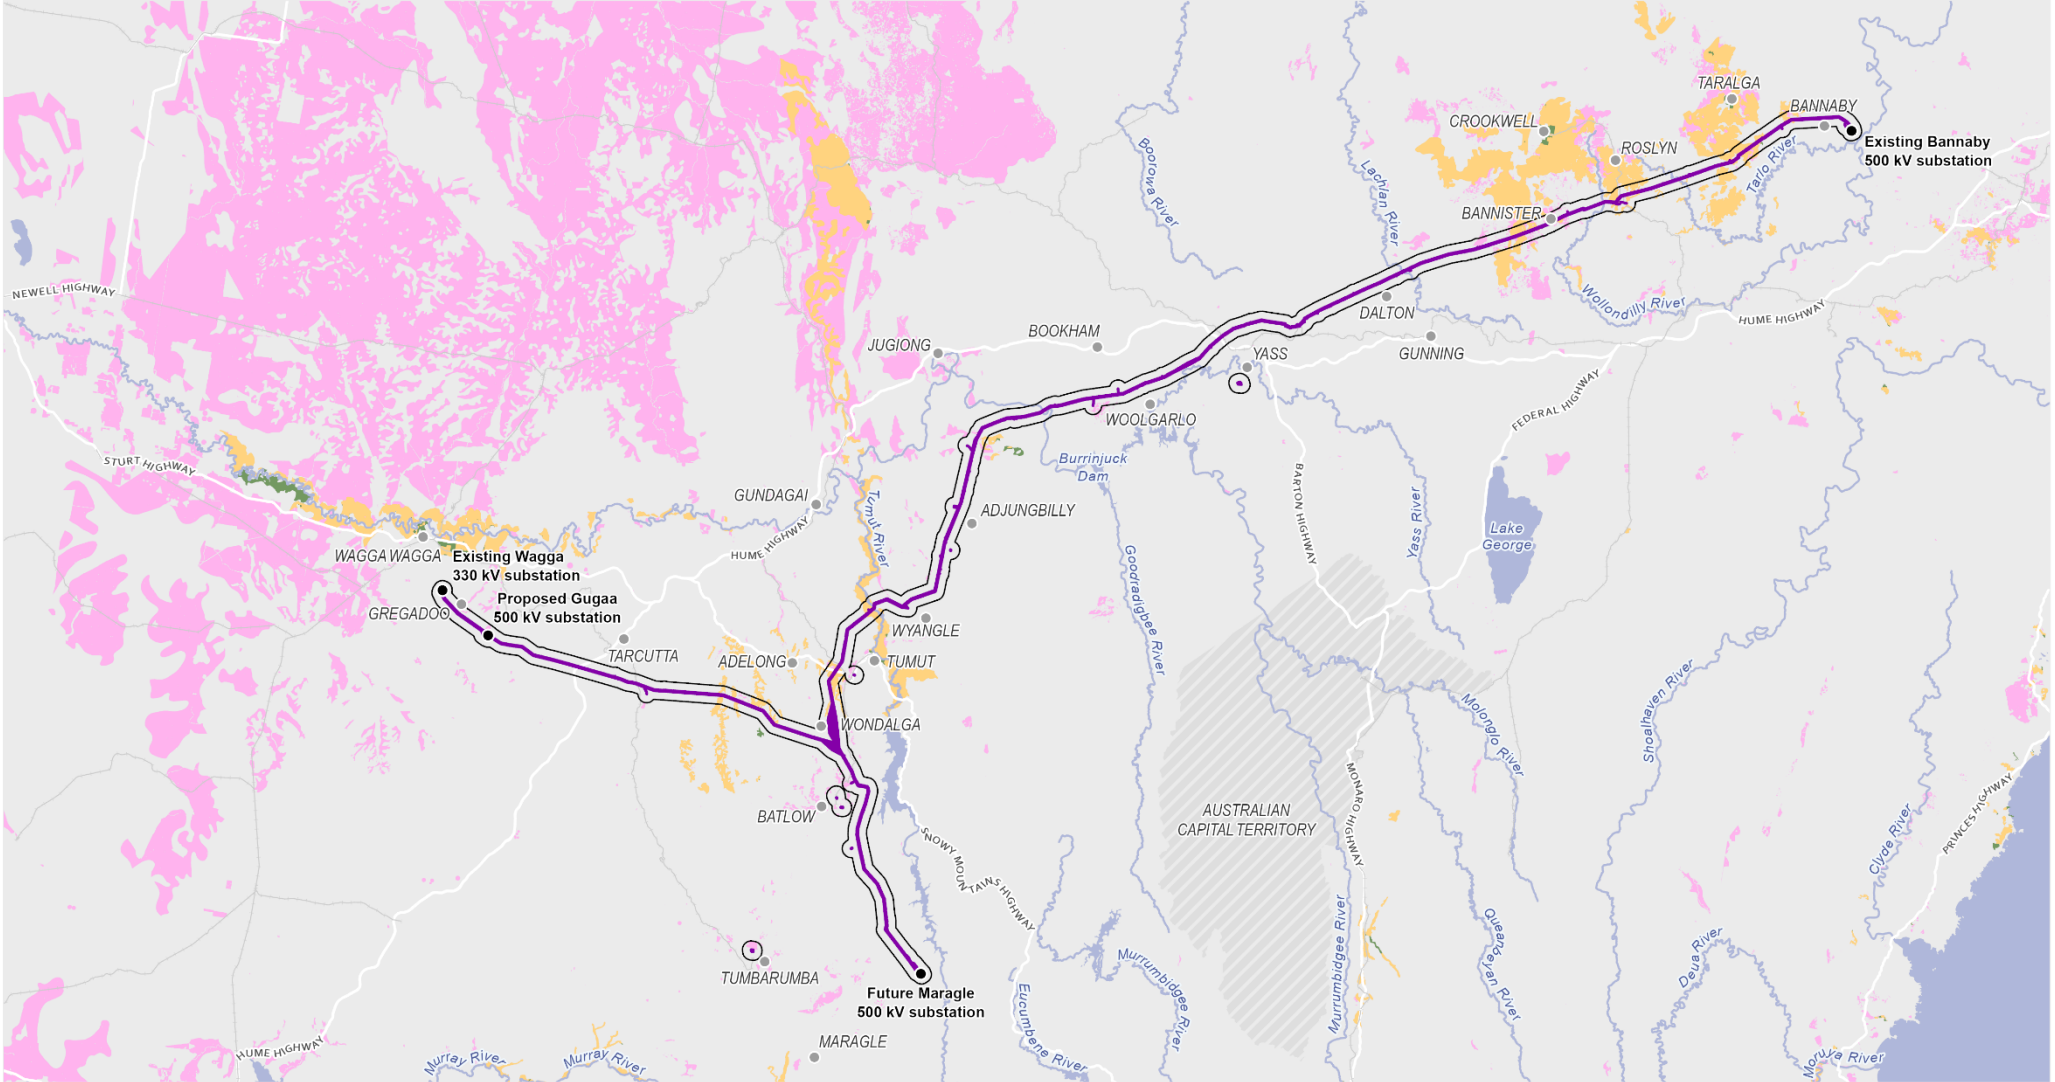 TARALGA
BANNABY
CROOKWELL
Existing Bannaby
500 kV substation
ROSLYN
Boorowa River
Lachlan River
Tarlo River
BANNISTER
NEWELL HIGHWAY
Wollondilly River
HUME HIGHWAY
DALTON
JUGIONG
BOOKHAM
YASS
GUNNING
FEDERAL HIGHWAY
WOOLGARLO
STURT HIGHWAY
Burrinjuck
Dam
BARTON HIGHWAY
GUNDAGAI
Tumut River
ADJUNGBILLY
Yass River
Lake
George
HUME HIGHWAY
WAGGA WAGGA
Existing Wagga
330 kV substation
Goodradigbee River
Proposed Gugaa
500 kV substation
GREGADOO
WYANGLE
TARCUTTA
ADELONG
TUMUT
Molonglo River
Shoalhaven River
WONDALGA
MONARO HIGHWAY
BATLOW
AUSTRALIAN
CAPITAL TERRITORY
PRINCES HIGHWAY
Clyde River
SNOWY MOUNTAINS HIGHWAY
Murrumbidgee River
Queanbeyan River
Deua River
TUMBARUMBA
Murrumbidgee River
Future Maragle
500 kV substation
Eucumbene River
MARAGLE
HUME HIGHWAY
Murray River
Murray River
Moruya River